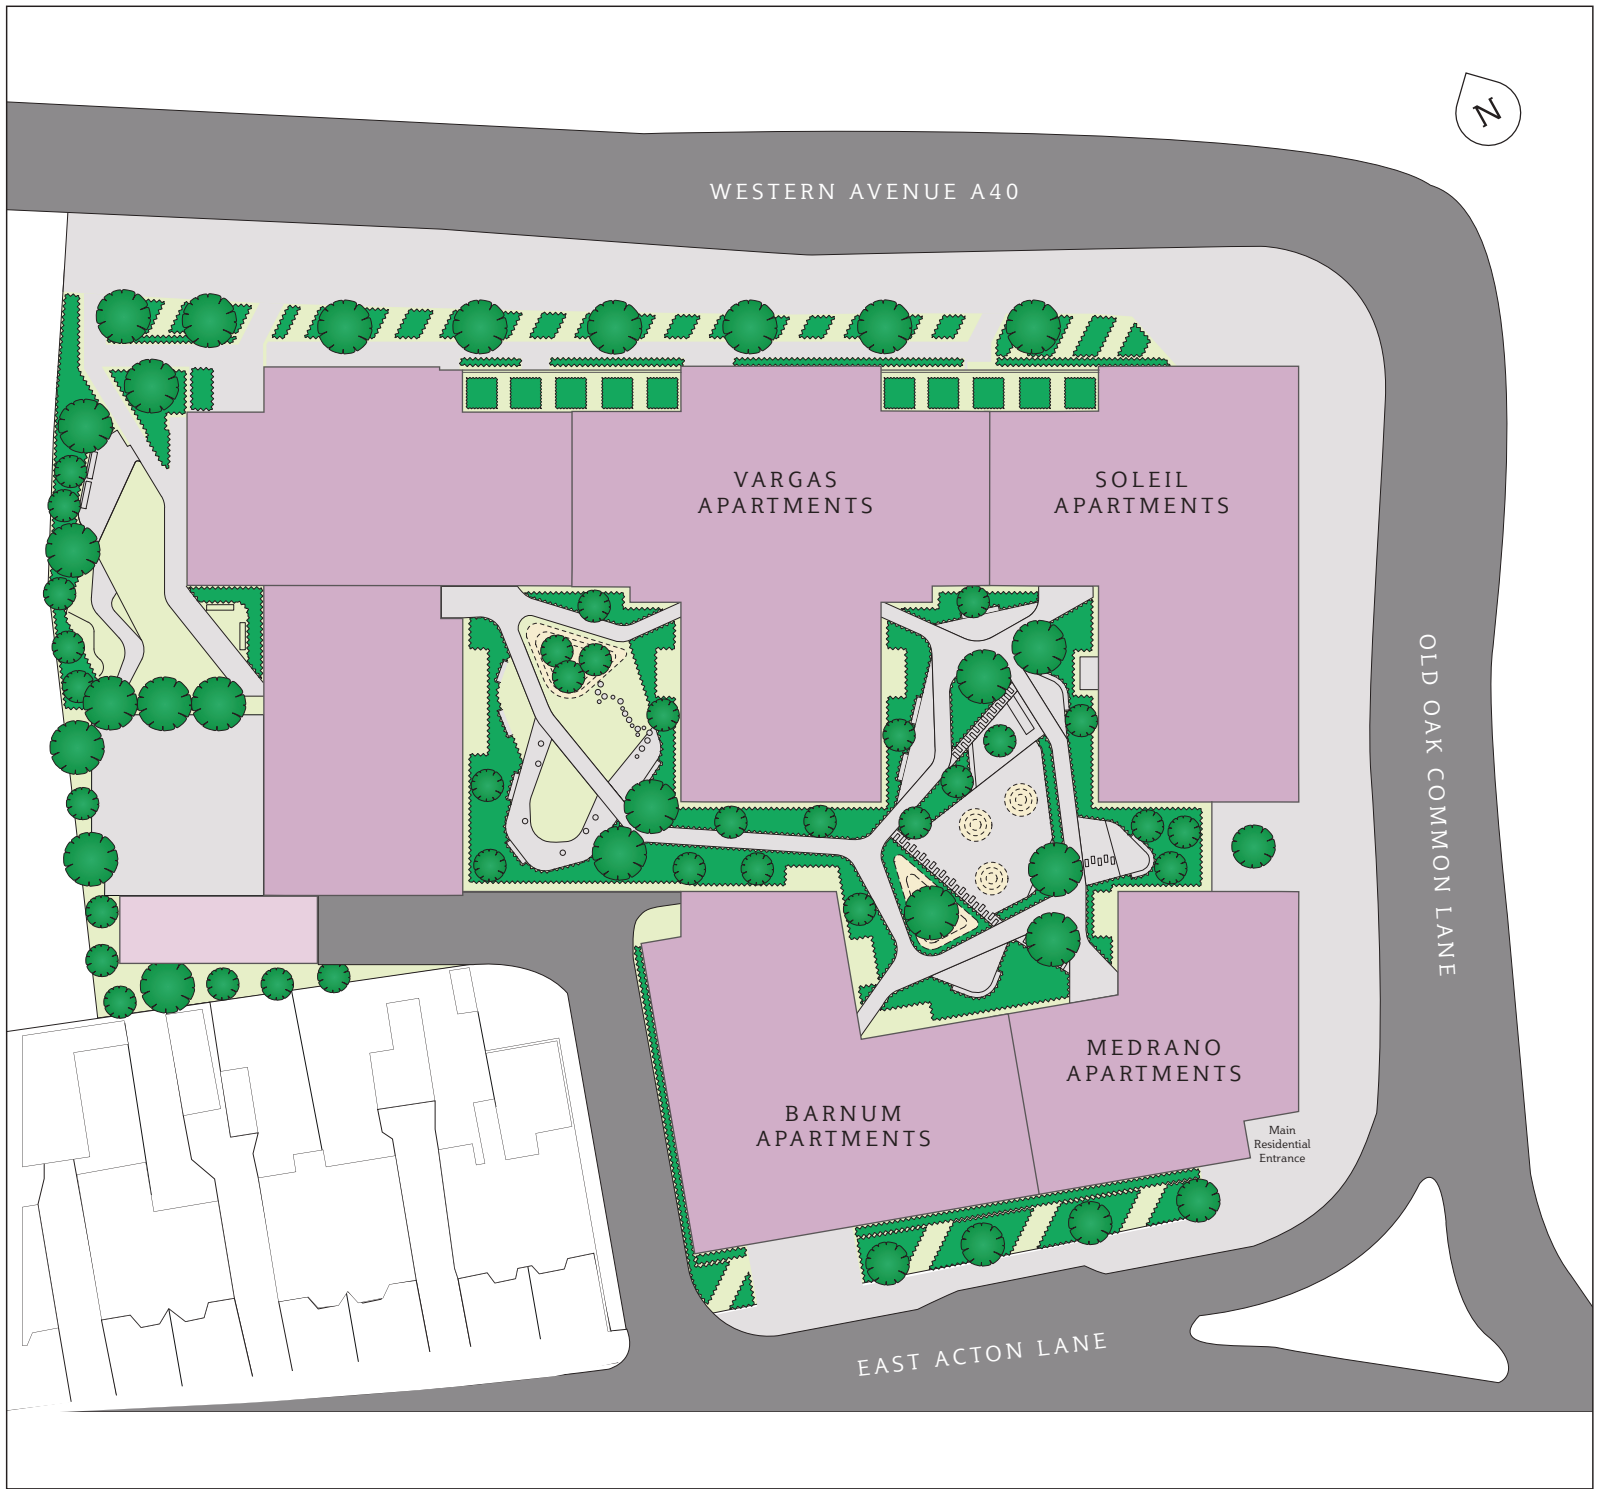 N
WESTERN AVENUE A40
VARGAS
APARTMENTS
SOLEIL
APARTMENTS
OLD OAK COMMON LANE
MEDRANO
APARTMENTS
BARNUM
APARTMENTS
Main
Residential
Entrance
EAST ACTON LANE